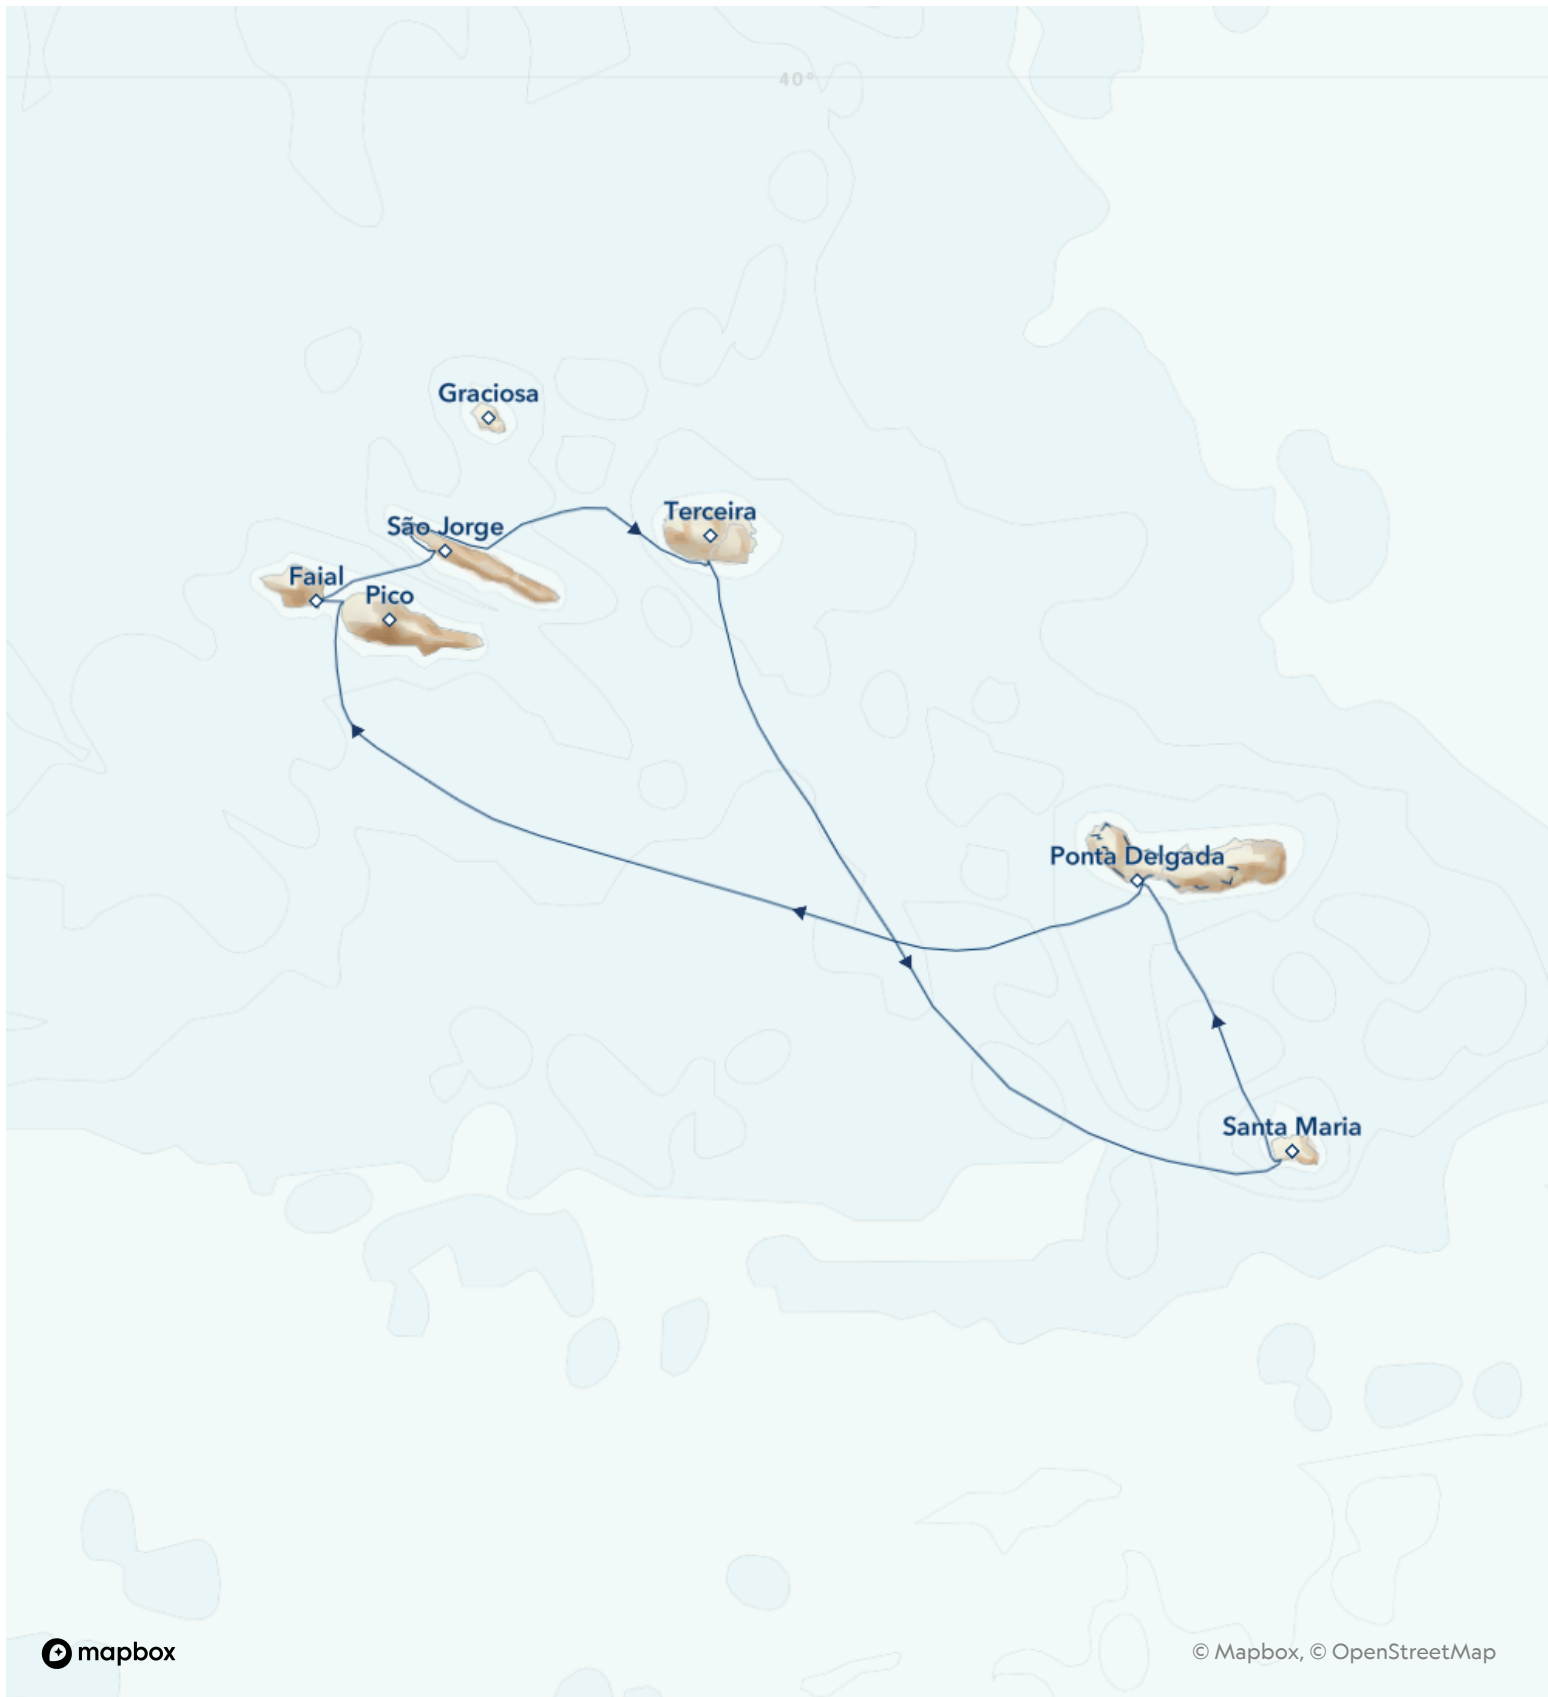 40°
Graciosa
Terceira
São Jorge
Faial
Pico
Ponta Delgada
Santa Maria
mapbox
© Mapbox, © OpenStreetMap